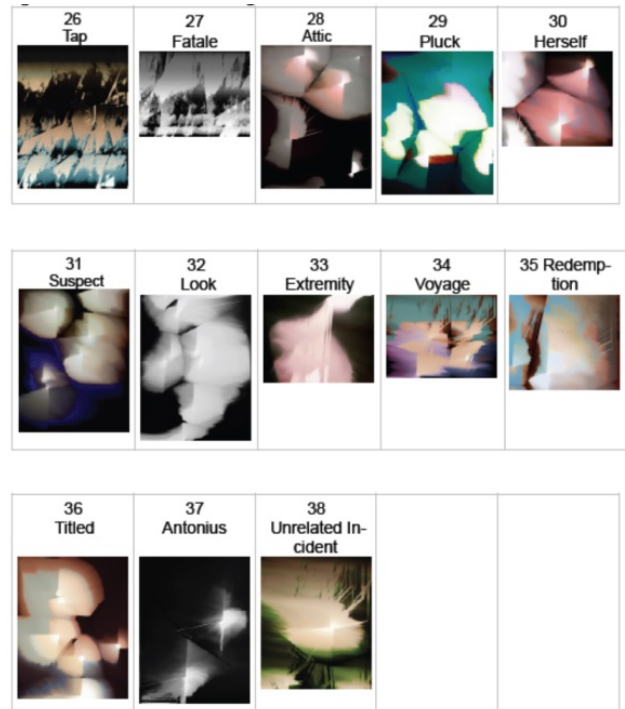 26
Tap
27
Fatale
28
Attic
29
Pluck
30
Herself
31
Suspect
32
Look
33
Extremity
34
Voyage
35 Redemp-
tion
36
Titled
37
Antonius
38
Unrelated In-
cident